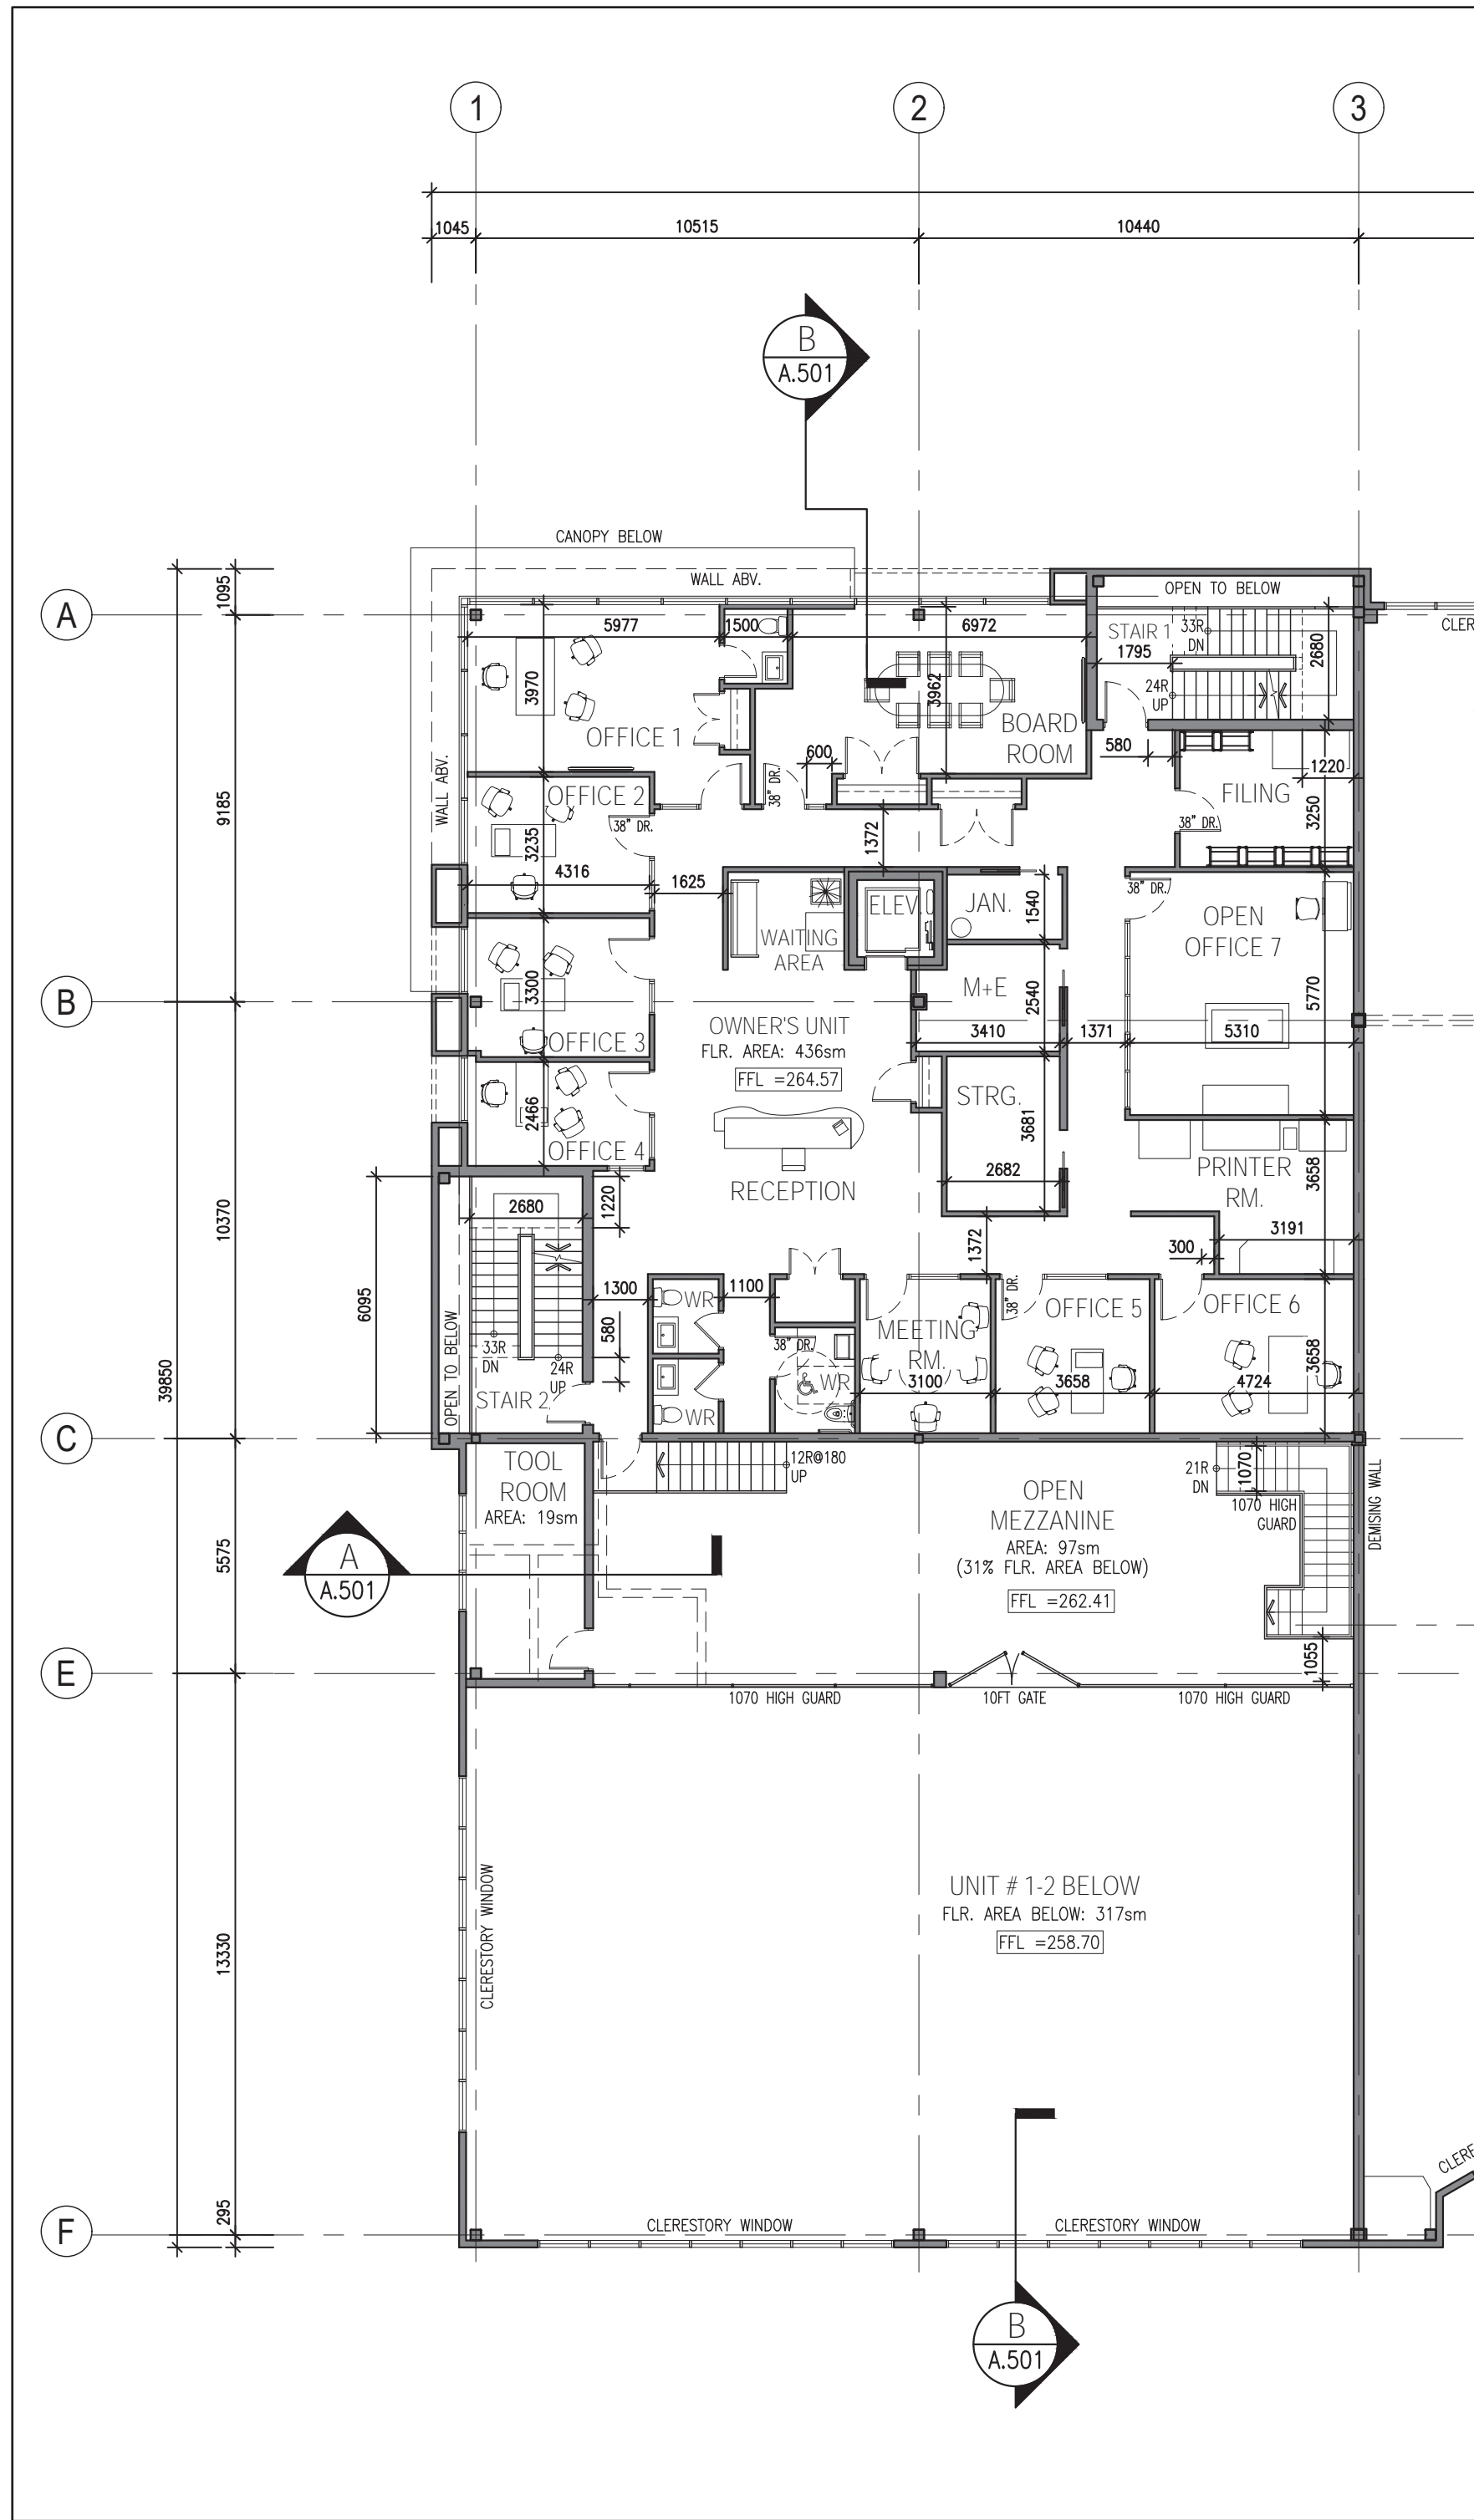 1
2
3
1045
10515
10440
B
A.501
CANOPY BELOW
WALL ABV.
OPEN TO BELOW
1095
A
CLER
5977
1500
6972
STAIR 1
33R
DN
1795
2680
3970
3962
24R
UP
OFFICE 1
BOARD
ROOM
580
600
1220
WALL ABV.
38" DR.
OFFICE 2
FILING
9185
38" DR.
3235
1372
38" DR.
3250
4316
1625
38" DR.
ELEV.
JAN.
1540
OPEN
OFFICE 7
WAITING
AREA
M+E
3300
2540
5770
B
OWNER'S UNIT
FLR. AREA: 436sm
FFL =264.57
3410
1371
5310
OFFICE 3
STRG.
2466
3681
OFFICE 4
3658
PRINTER
RM.
2682
RECEPTION
2680
1220
10370
1372
300
3191
6095
1300
WR
1100
38" DR.
OFFICE 5
OFFICE 6
580
MEETING
RM.
38" DR.
33R
DN
24R
UP
OPEN TO BELOW
39850
STAIR 2
WR
WR
3100
3658
4724
3658
C
TOOL
ROOM
AREA: 19sm
12R@180
UP
21R
DN
1070
1070 HIGH
GUARD
DEMISING WALL
OPEN
MEZZANINE
AREA: 97sm
(31% FLR. AREA BELOW)
FFL =262.41
A
A.501
5575
E
1055
1070 HIGH GUARD
10FT GATE
1070 HIGH GUARD
UNIT # 1-2 BELOW
FLR. AREA BELOW: 317sm
FFL =258.70
CLERESTORY WINDOW
13330
CLERE
295
F
CLERESTORY WINDOW
CLERESTORY WINDOW
B
A.501